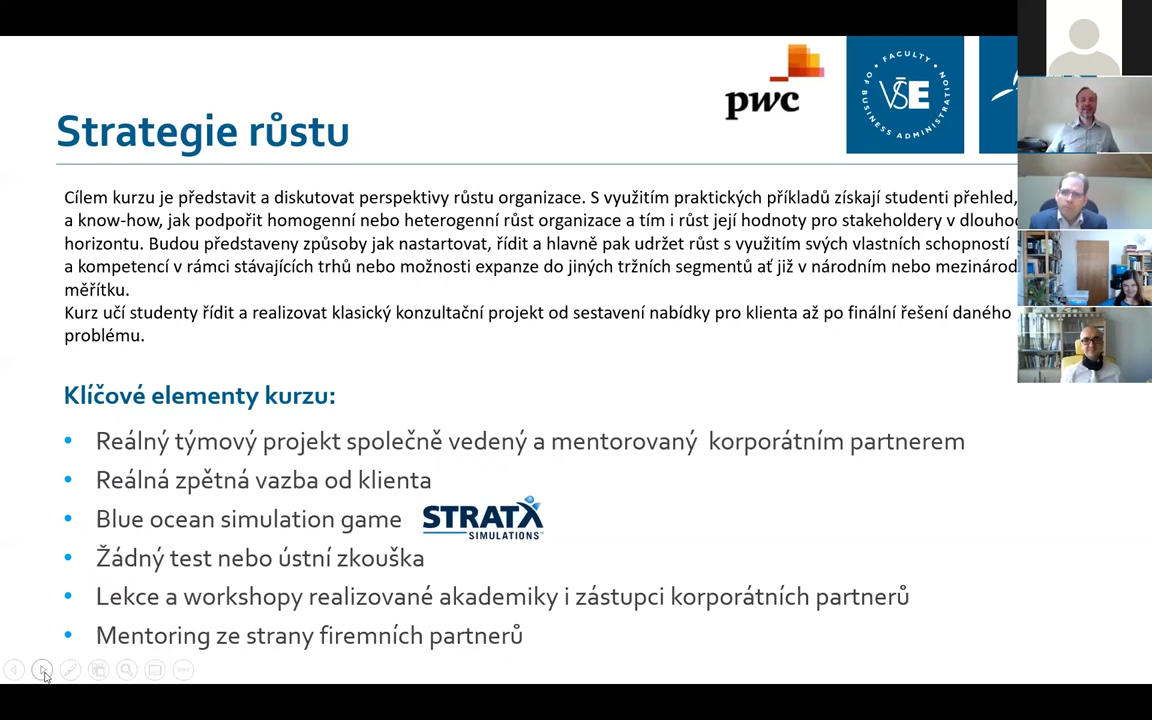 pwc
FACULTY
OF BUSINESS ADMINISTRATION
VŠE
Strategie růstu
Cílem kurzu je představit a diskutovat perspektivy růstu organizace. S využitím praktických příkladů získají studenti přehled,
a know-how, jak podpořit homogenní nebo heterogenní růst organizace a tím i růst její hodnoty pro stakeholdery v dlouho
horizontu. Budou představeny způsoby jak nastartovat, řídit a hlavně pak udržet růst s využitím svých vlastních schopností
a kompetencí v rámci stávajících trhů nebo možnosti expanze do jiných tržních segmentů ať již v národním nebo mezinárod
měřítku.
Kurz učí studenty řídit a realizovat klasický konzultační projekt od sestavení nabídky pro klienta až po finální řešení daného
problému.
Klíčové elementy kurzu:
• Reálný týmový projekt společně vedený a mentorovaný korporátním partnerem
• Reálná zpětná vazba od klienta
• Blue ocean simulation game
STRATX
SIMULATIONS™
• Žádný test nebo ústní zkouška
• Lekce a workshopy realizované akademiky i zástupci korporátních partnerů
• Mentoring ze strany firemních partnerů